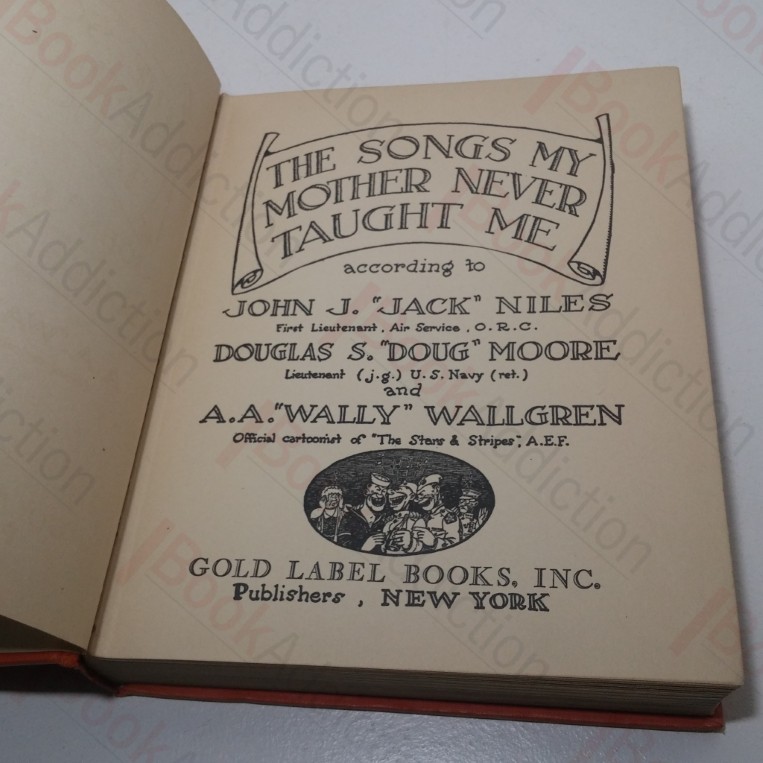 THE SONGS MY
MOTHER NEVER
TAUGHT ME
according to
JOHN J. "JACK" NILES
First Lieutenant, Air Service, O.R.C.
DOUGLAS S. "DOUG" MOORE
Lieutenant (j.g.) U.S. Navy (ret.)
and
A.A. "WALLY" WALLGREN
Official cartoonist of "The Stars & Stripes", A.E.F.
GOLD LABEL BOOKS, INC.
Publishers, NEW YORK
BookAddiction